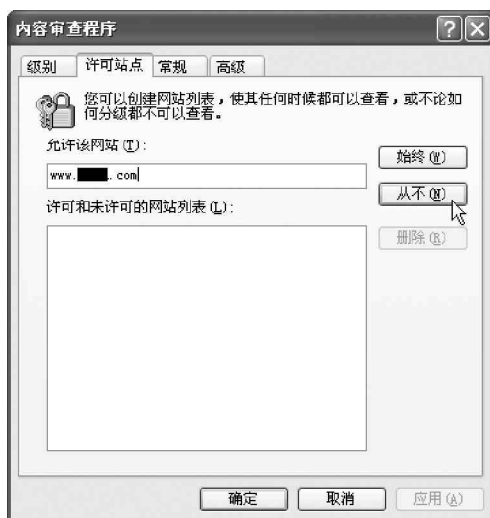 内容审查程序
级别 许可站点 常规 高级
您可以创建网站列表，使其任何时候都可以查看，或不论如
何分级都不可以查看。
允许该网站(T):
始终(W)
www. .com
从不(N)
许可和未许可的网站列表(L):
删除(R)
确定 取消 应用(A)